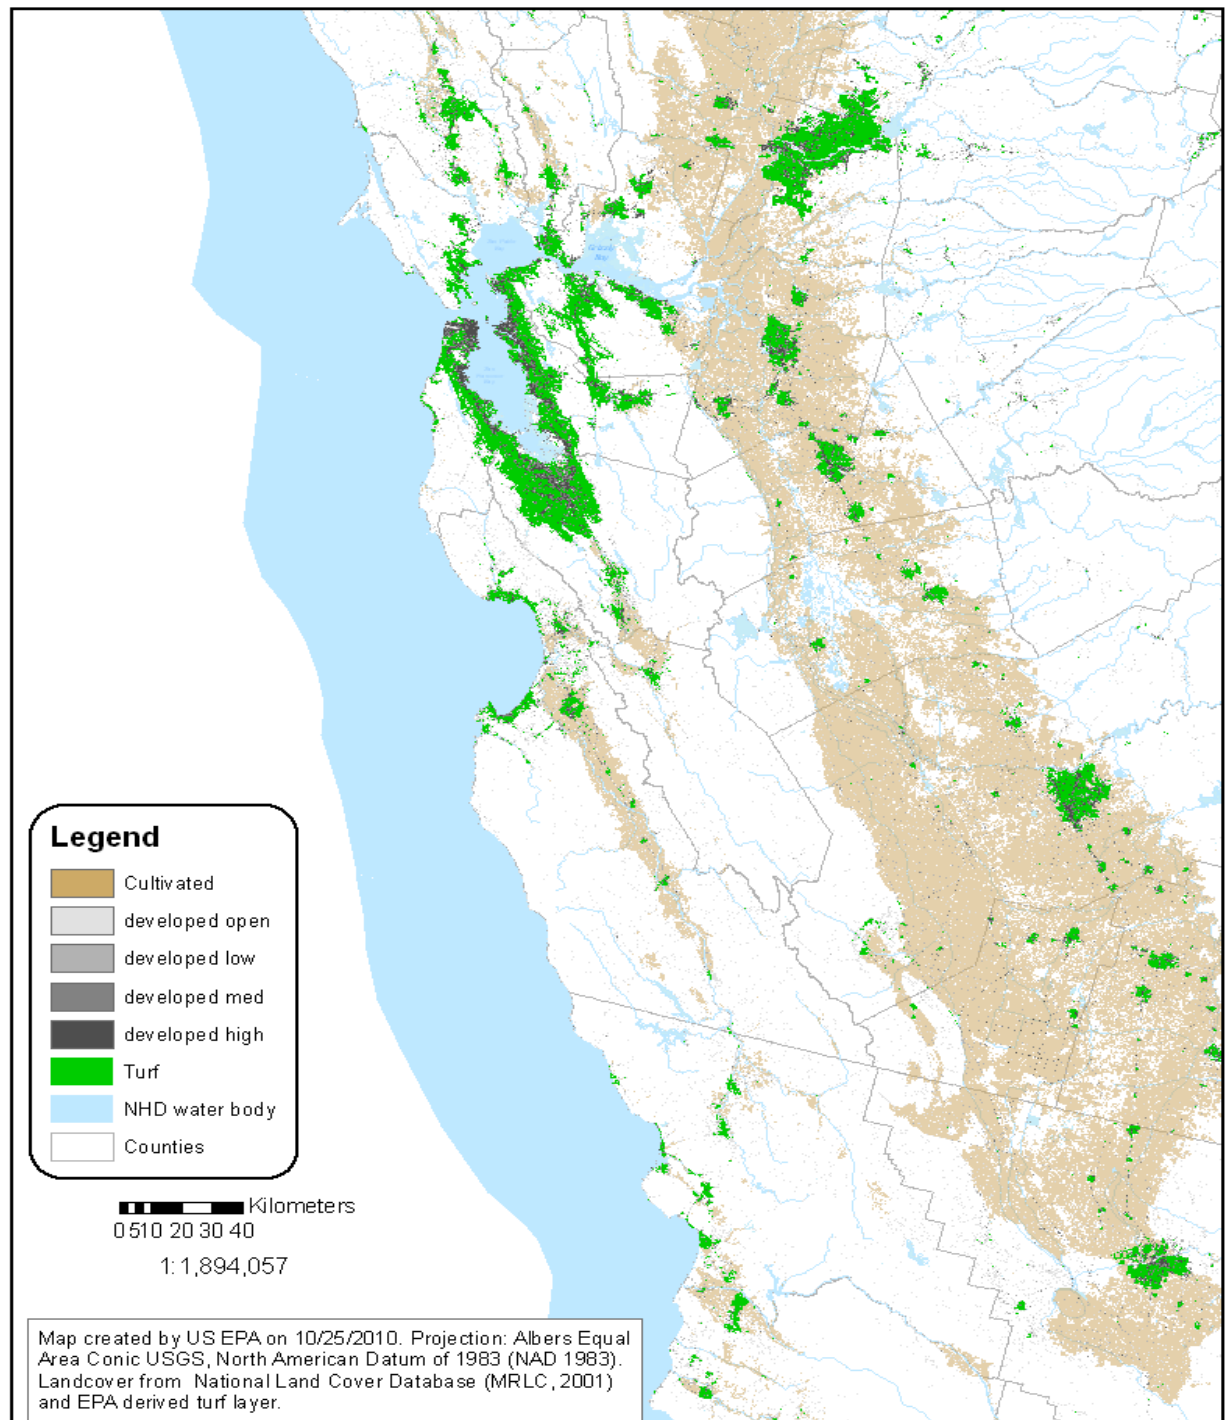 Grizzly
Bay
Legend
Cultivated
developed open
developed low
developed med
developed high
Turf
NHD water body
Counties
Kilometers
0 5 10 20 30 40
1:1,894,057
Map created by US EPA on 10/25/2010. Projection: Albers Equal
Area Conic USGS, North American Datum of 1983 (NAD 1983).
Landcover from National Land Cover Database (MRLC, 2001)
and EPA derived turf layer.